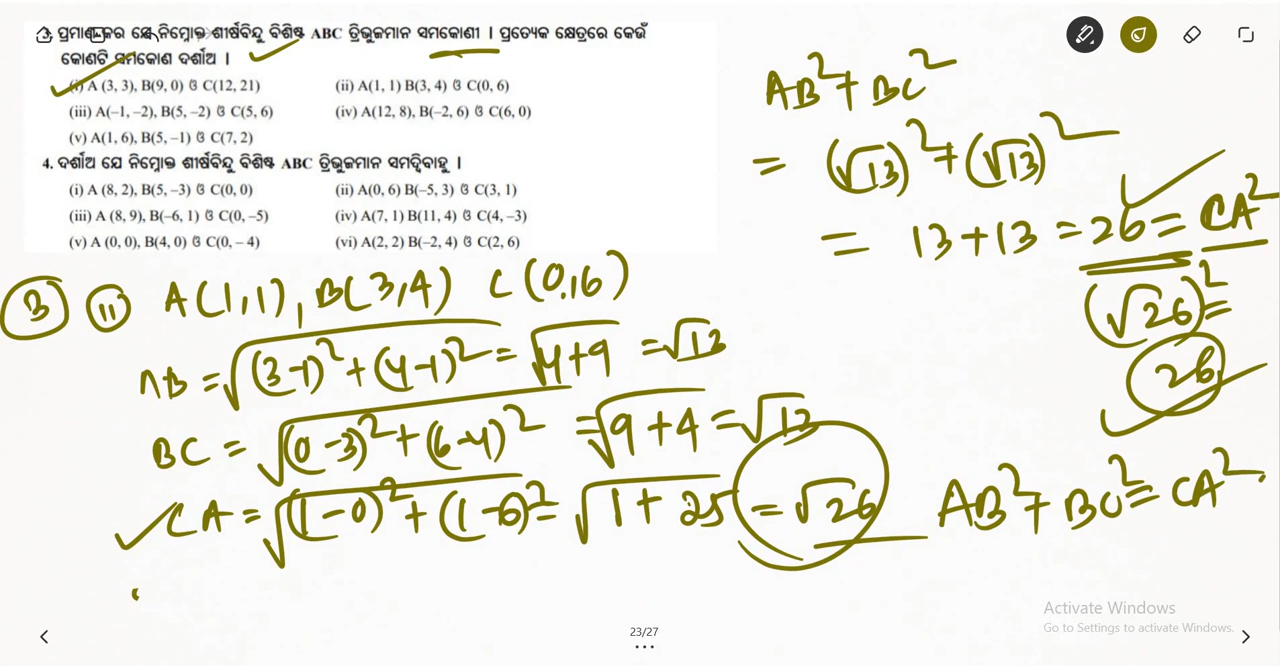 3. ପ୍ରମାଣ କର ଯେ ନିମ୍ନୋକ୍ତ ଶୀର୍ଷବିନ୍ଦୁ ବିଶିଷ୍ଟ ABC ତ୍ରିଭୁଜମାନ ସମକୋଣୀ । ପ୍ରତ୍ୟେକ କ୍ଷେତ୍ରରେ କେଉଁ
କୋଣଟି ସମକୋଣ ଦର୍ଶାଅ ।
(i) A (3, 3), B(9, 0) ଓ C(12, 21) (ii) A(1, 1) B(3, 4) ଓ C(0, 6)
(iii) A(−1, −2), B(5, −2) ଓ C(5, 6) (iv) A(12, 8), B(−2, 6) ଓ C(6, 0)
(v) A(1, 6), B(5, −1) ଓ C(7, 2)
4. ଦର୍ଶାଅ ଯେ ନିମ୍ନୋକ୍ତ ଶୀର୍ଷବିନ୍ଦୁ ବିଶିଷ୍ଟ ABC ତ୍ରିଭୁଜମାନ ସମଦ୍ବିବାହୁ ।
(i) A (8, 2), B(5, −3) ଓ C(0, 0) (ii) A(0, 6) B(−5, 3) ଓ C(3, 1)
(iii) A (8, 9), B(−6, 1) ଓ C(0, −5) (iv) A(7, 1) B(11, 4) ଓ C(4, −3)
(v) A (0, 0), B(4, 0) ଓ C(0, − 4) (vi) A(2, 2) B(−2, 4) ଓ C(2, 6)
AB² + BC²
= (√13)² + (√13)²
= 13 + 13 = 26 = CA²
(√26)² =
26
3 (ii) A(1,1), B(3,4) C(0,6)
AB = √(3−1)² + (4−1)² = √4+9 = √13
BC = √(0−3)² + (6−4)² = √9+4 = √13
CA = √(1−0)² + (1−6)² = √1+25 = √26
AB² + BC² = CA²
Activate Windows
Go to Settings to activate Windows.
23/27